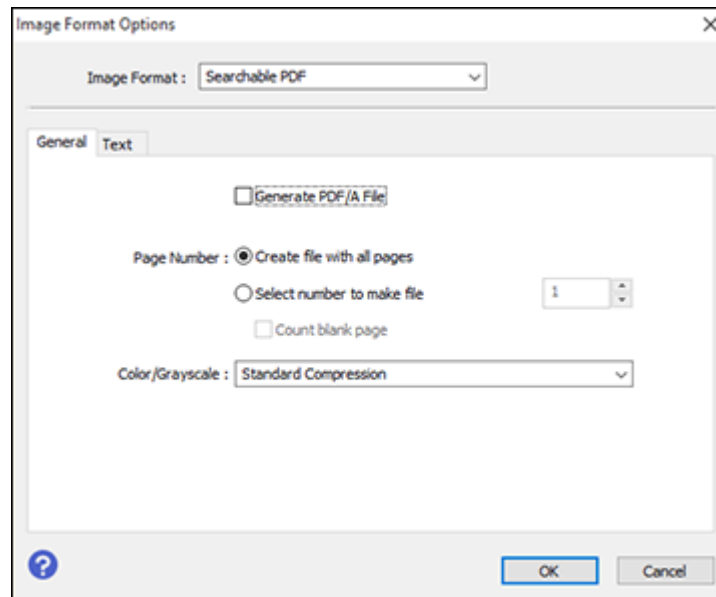 Image Format Options
Image Format : Searchable PDF
General Text
Generate PDF/A File
Page Number : Create file with all pages
Select number to make file 1
Count blank page
Color/Grayscale : Standard Compression
?
OK Cancel